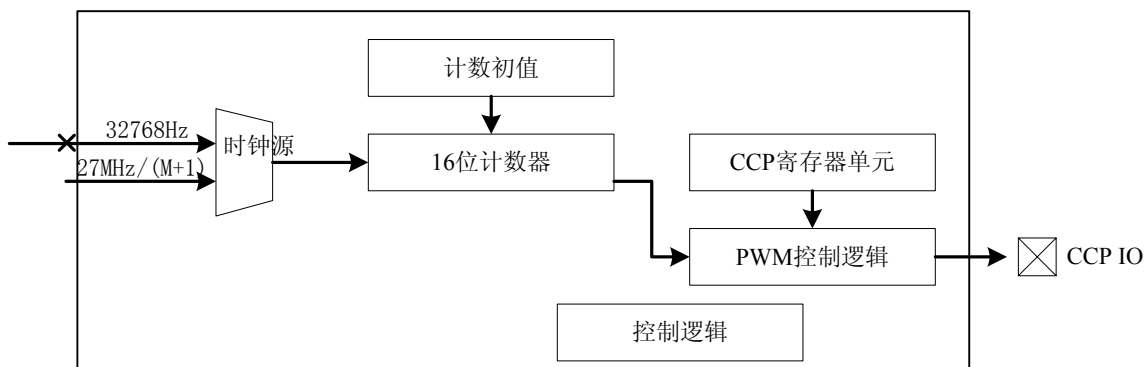 计数初值
32768Hz
时钟源
27MHz/(M+1)
16位计数器
CCP寄存器单元
PWM控制逻辑
CCP IO
控制逻辑